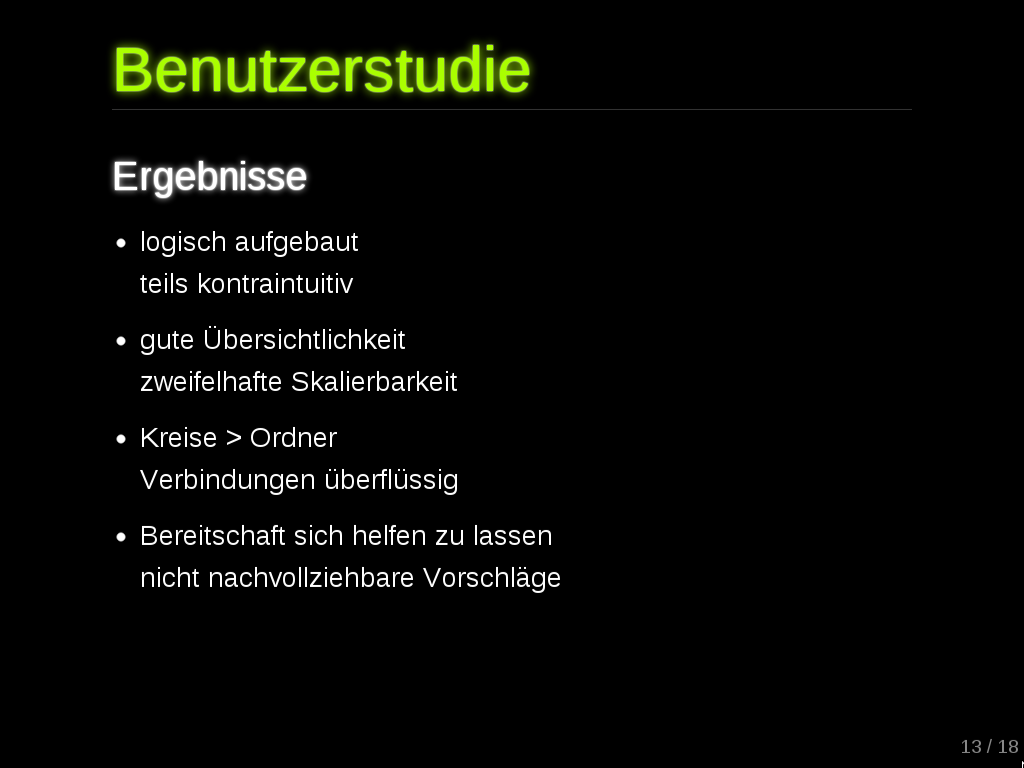 Benutzerstudie
Ergebnisse
• logisch aufgebaut
teils kontraintuitiv
• gute Übersichtlichkeit
zweifelhafte Skalierbarkeit
• Kreise > Ordner
Verbindungen überflüssig
• Bereitschaft sich helfen zu lassen
nicht nachvollziehbare Vorschläge
13 / 18